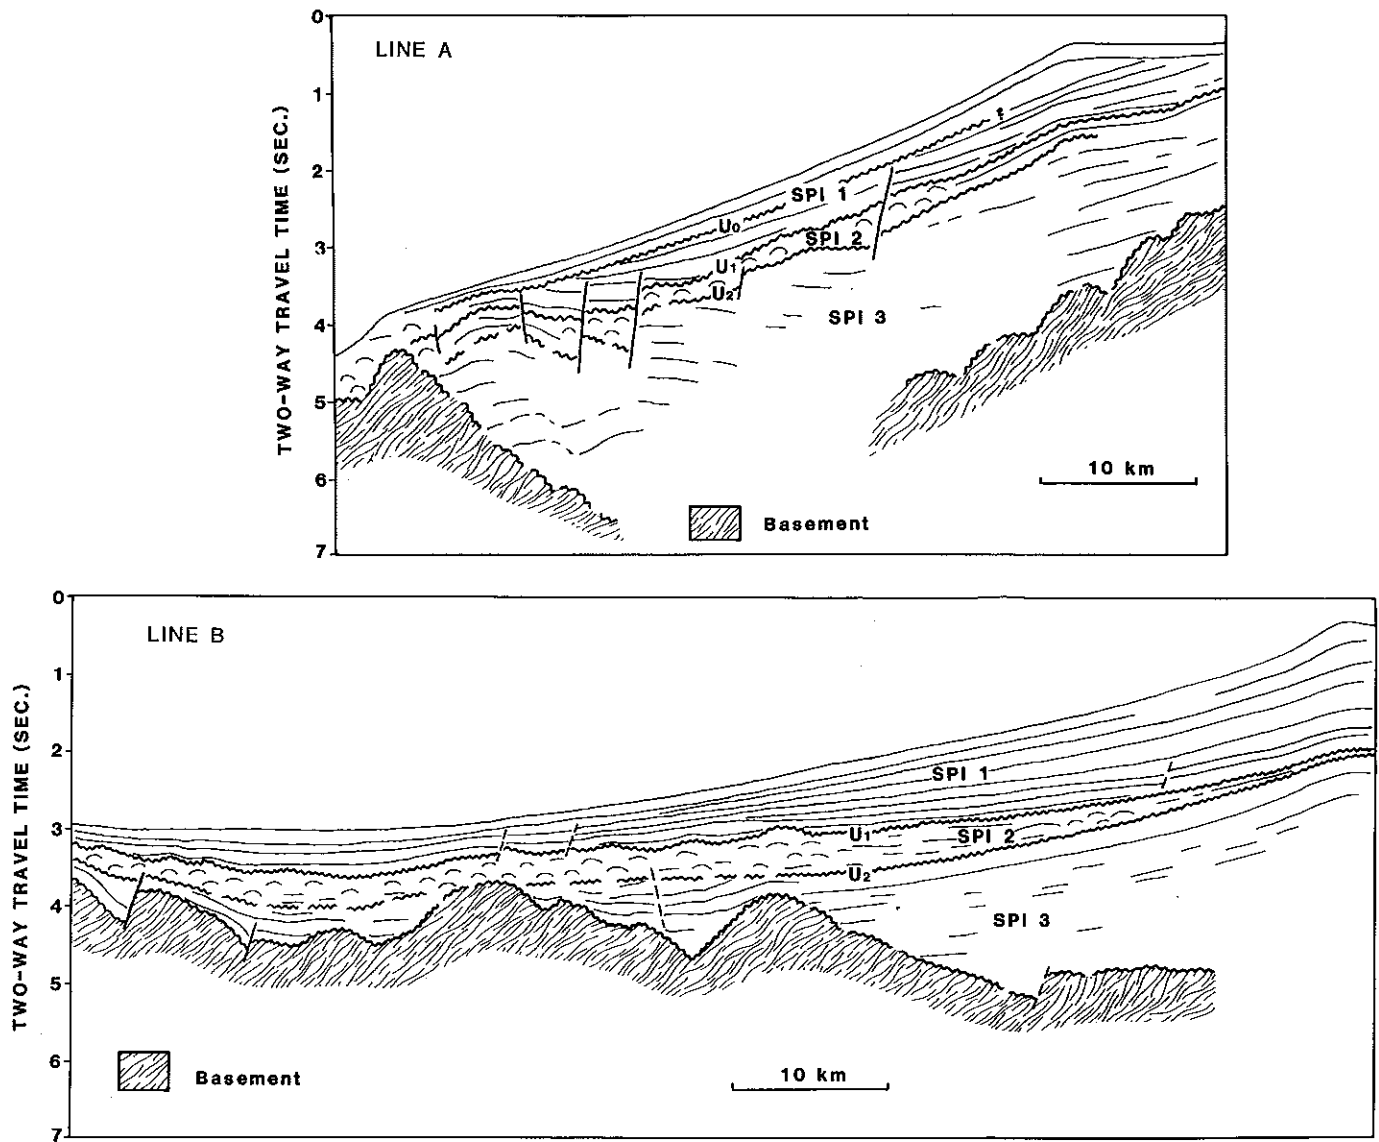 LINE A
TWO-WAY TRAVEL TIME (SEC.)
0
1
2
3
4
5
6
7
SPI 1
U0
SPI 2
U1
U2
SPI 3
10 km
Basement
LINE B
TWO-WAY TRAVEL TIME (SEC.)
0
1
2
3
4
5
6
7
SPI 1
U1
SPI 2
U2
SPI 3
10 km
Basement